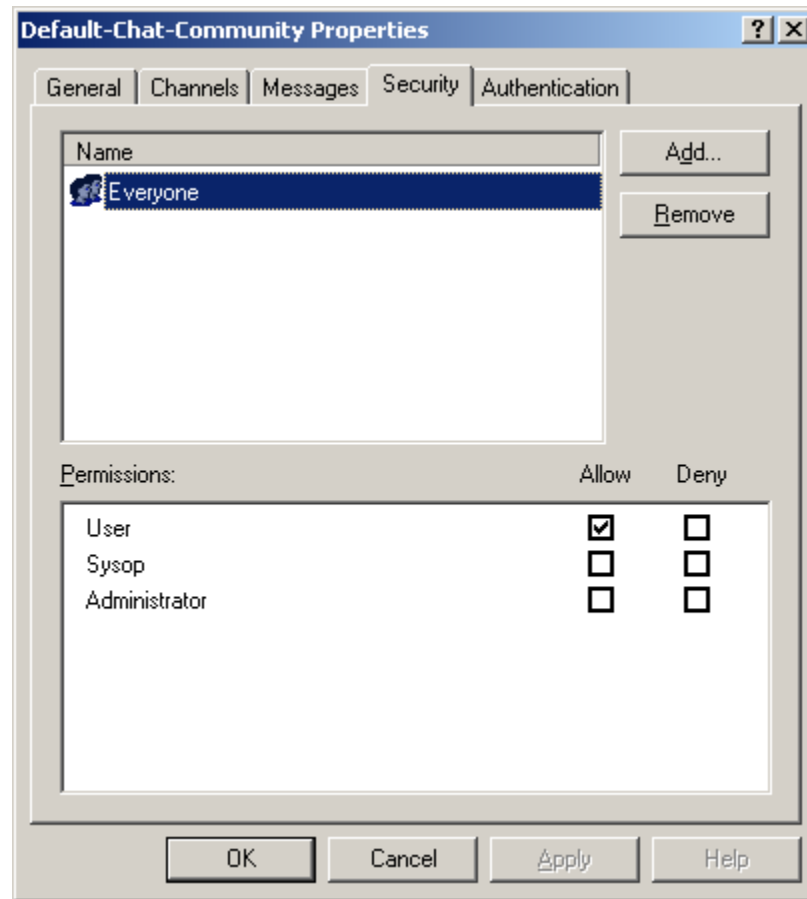 Default-Chat-Community Properties
General Channels Messages Security Authentication
Name
Add...
Everyone
Remove
Permissions: Allow Deny
User
Sysop
Administrator
OK Cancel Apply Help